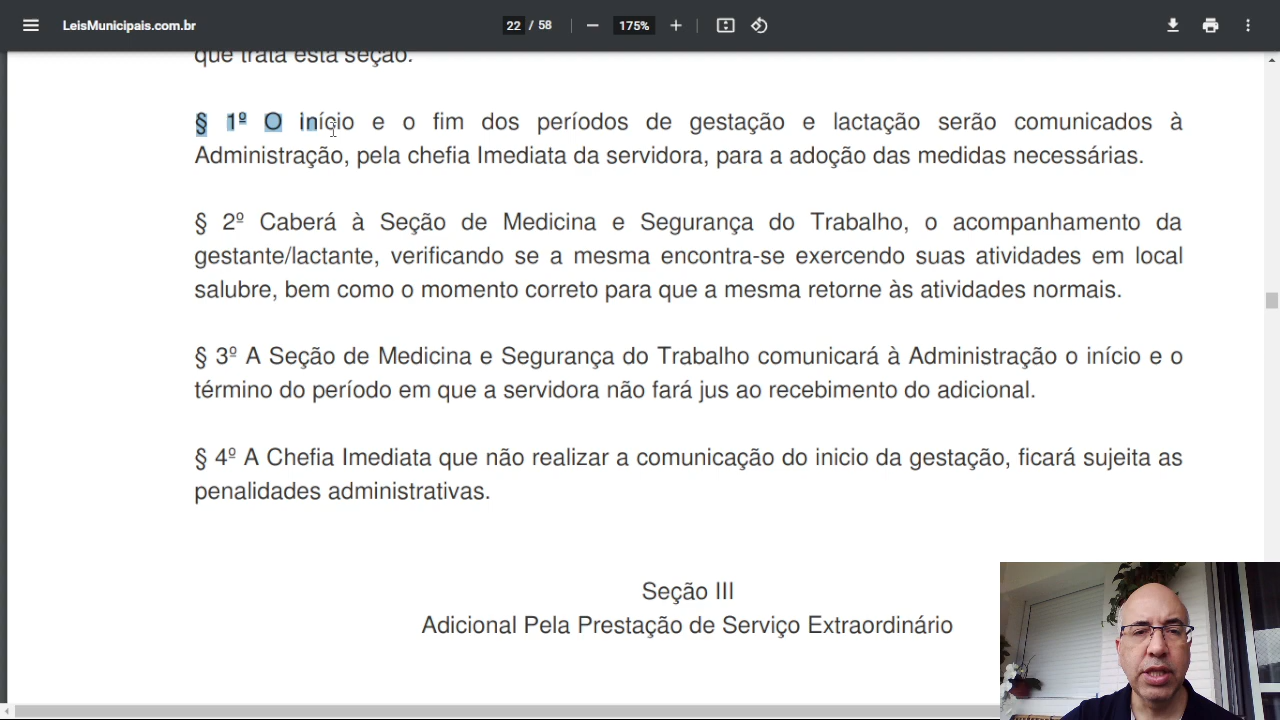 LeisMunicipais.com.br
22 / 58
175%
que trata esta seção.
§ 1º O início e o fim dos períodos de gestação e lactação serão comunicados à
Administração, pela chefia Imediata da servidora, para a adoção das medidas necessárias.
§ 2º Caberá à Seção de Medicina e Segurança do Trabalho, o acompanhamento da
gestante/lactante, verificando se a mesma encontra-se exercendo suas atividades em local
salubre, bem como o momento correto para que a mesma retorne às atividades normais.
§ 3º A Seção de Medicina e Segurança do Trabalho comunicará à Administração o início e o
término do período em que a servidora não fará jus ao recebimento do adicional.
§ 4º A Chefia Imediata que não realizar a comunicação do inicio da gestação, ficará sujeita as
penalidades administrativas.
Seção III
Adicional Pela Prestação de Serviço Extraordinário